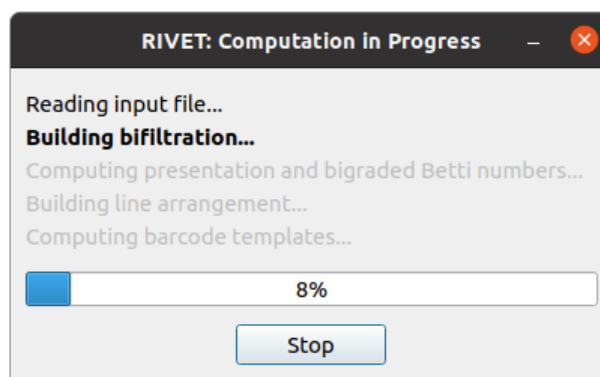 RIVET: Computation in Progress
Reading input file...
Building bifiltration...
Computing presentation and bigraded Betti numbers...
Building line arrangement...
Computing barcode templates...
8%
Stop